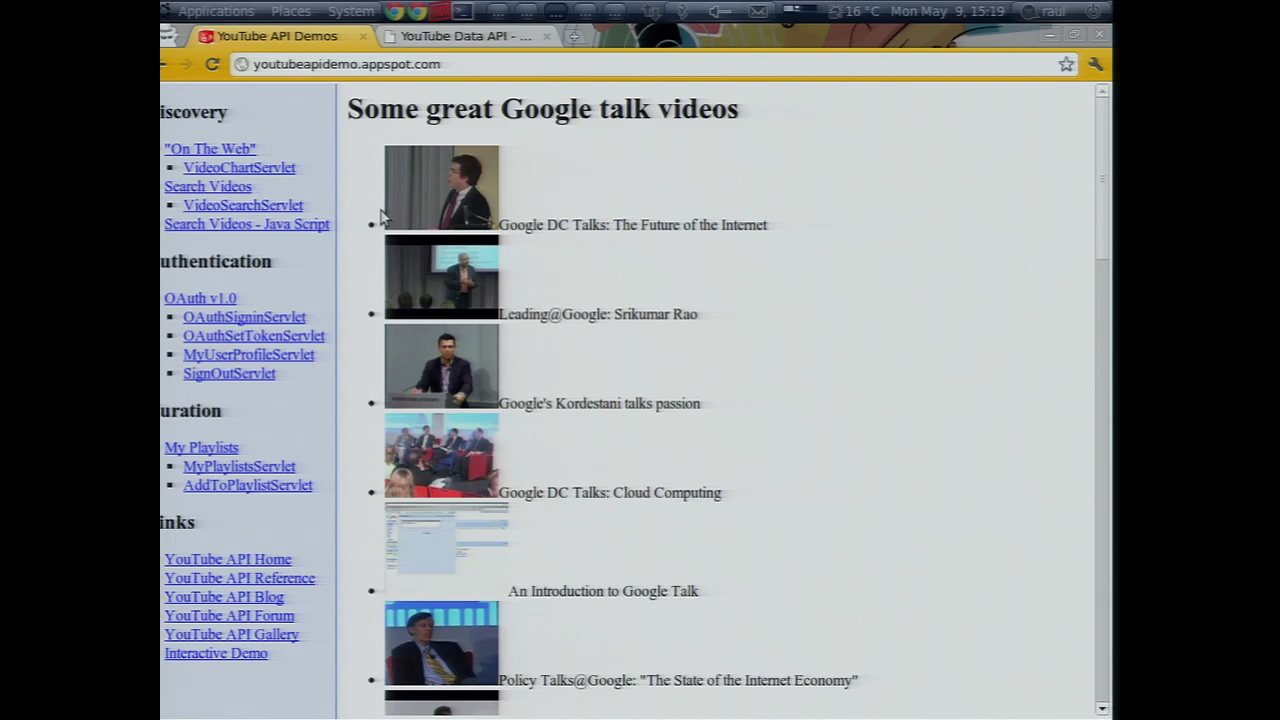 Applications Places System 16 °C Mon May 9, 15:19 raul
YouTube API Demos YouTube Data API - ...
youtubeapidemo.appspot.com
iscovery
"On The Web"
VideoChartServlet
Search Videos
VideoSearchServlet
Search Videos - Java Script
uthentication
OAuth v1.0
OAuthSigninServlet
OAuthSetTokenServlet
MyUserProfileServlet
SignOutServlet
uration
My Playlists
MyPlaylistsServlet
AddToPlaylistServlet
inks
YouTube API Home
YouTube API Reference
YouTube API Blog
YouTube API Forum
YouTube API Gallery
Interactive Demo
Some great Google talk videos
Google DC Talks: The Future of the Internet
Leading@Google: Srikumar Rao
Google's Kordestani talks passion
Google DC Talks: Cloud Computing
An Introduction to Google Talk
Policy Talks@Google: "The State of the Internet Economy"